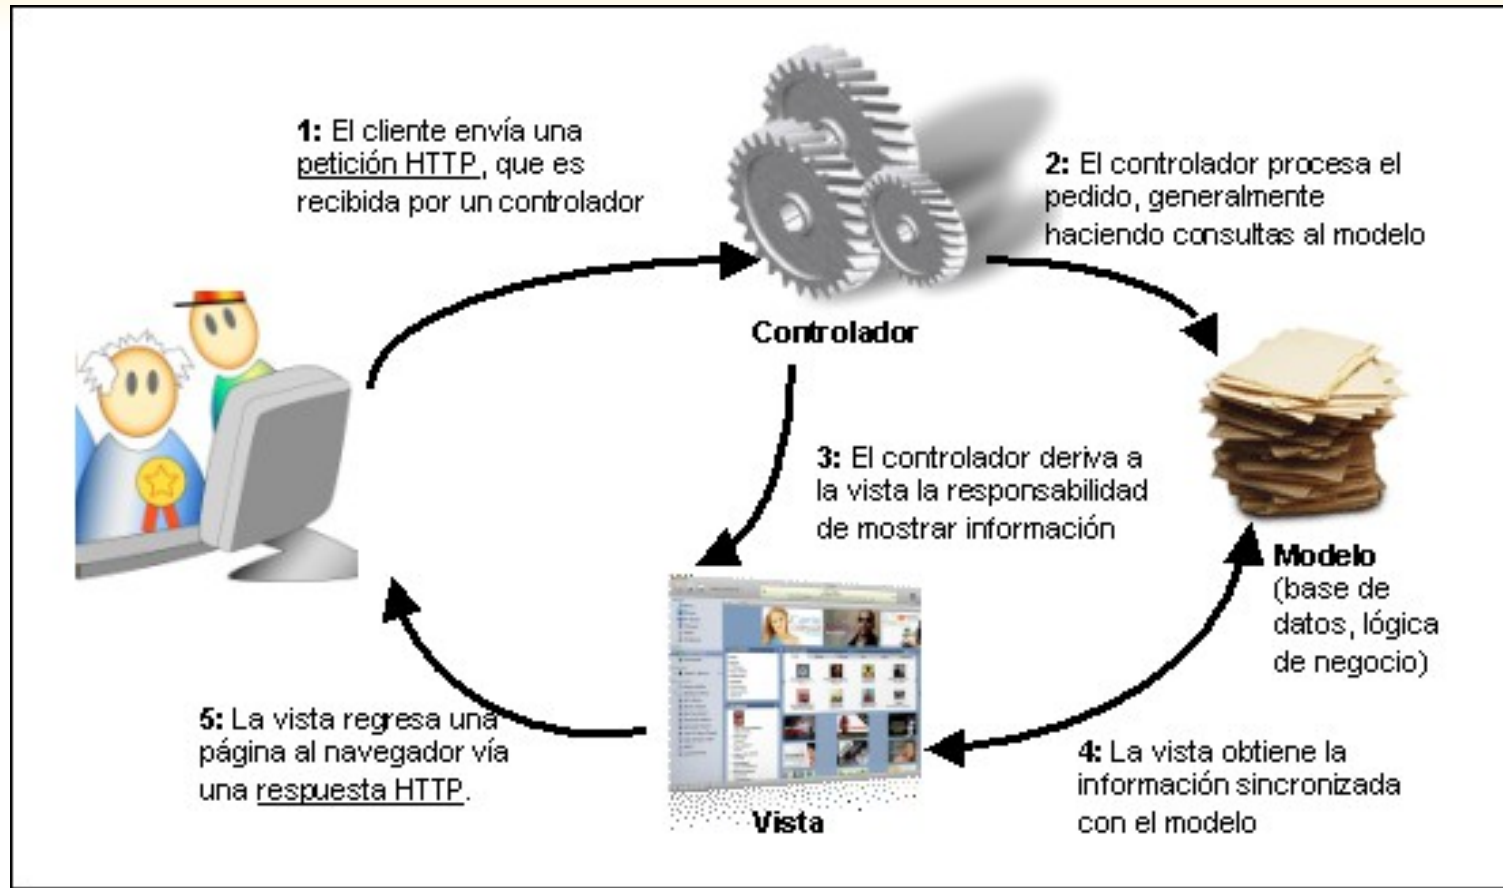 1: El cliente envía una
petición HTTP, que es
recibida por un controlador
2: El controlador procesa el
pedido, generalmente
haciendo consultas al modelo
Controlador
3: El controlador deriva a
la vista la responsabilidad
de mostrar información
Modelo
(base de
datos, lógica
de negocio)
5: La vista regresa una
página al navegador vía
una respuesta HTTP.
4: La vista obtiene la
información sincronizada
con el modelo
Vista